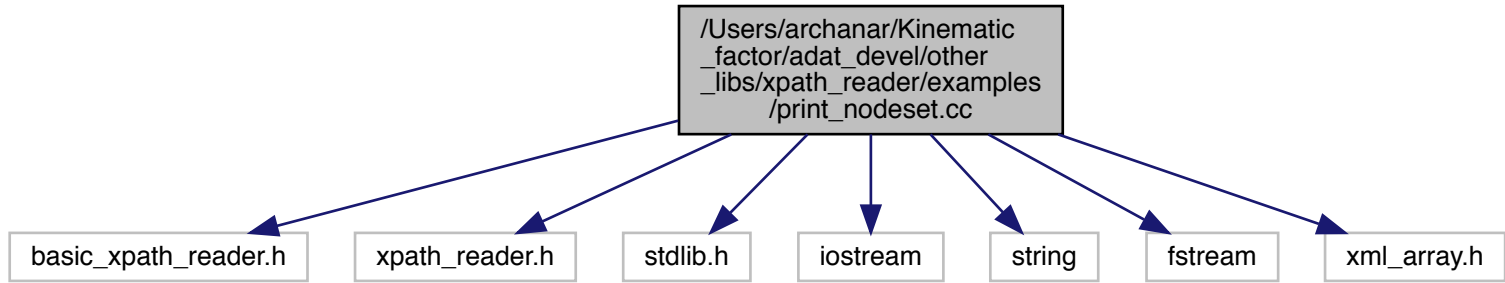 /Users/archanar/Kinematic
_factor/adat_devel/other
_libs/xpath_reader/examples
/print_nodeset.cc
basic_xpath_reader.h
xpath_reader.h
stdlib.h
iostream
string
fstream
xml_array.h